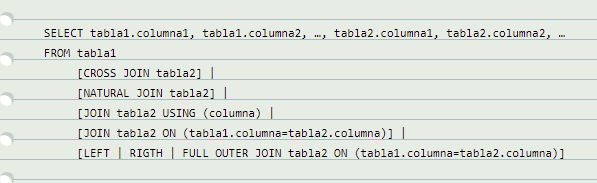 SELECT tabla1.columna1, tabla1.columna2, …, tabla2.columna1, tabla2.columna2, …
FROM tabla1
[CROSS JOIN tabla2] |
[NATURAL JOIN tabla2] |
[JOIN tabla2 USING (columna) |
[JOIN tabla2 ON (tabla1.columna=tabla2.columna)] |
[LEFT | RIGTH | FULL OUTER JOIN tabla2 ON (tabla1.columna=tabla2.columna)]